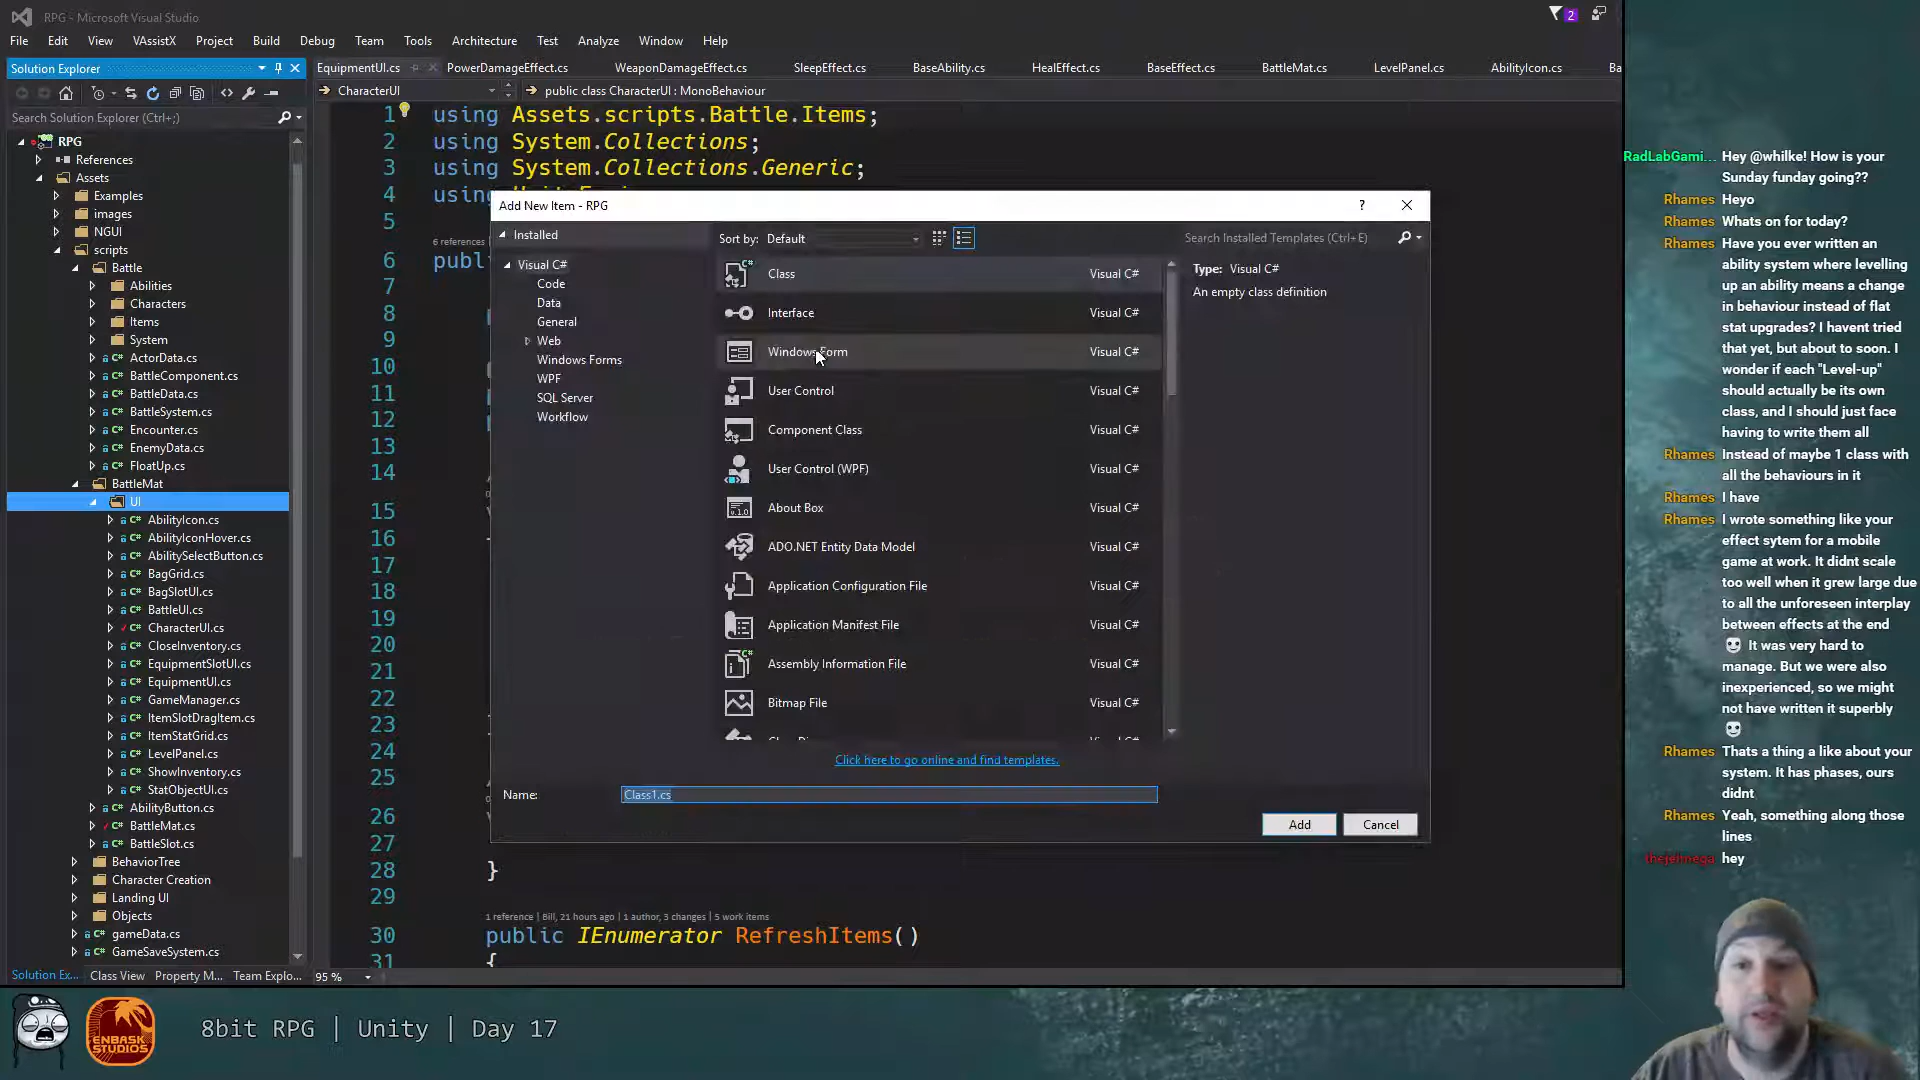 RPG - Microsoft Visual Studio
2
File Edit View VAssistX Project Build Debug Team Tools Architecture Test Analyze Window Help
Solution Explorer
EquipmentUI.cs PowerDamageEffect.cs WeaponDamageEffect.cs SleepEffect.cs BaseAbility.cs HealEffect.cs BaseEffect.cs BattleMat.cs LevelPanel.cs AbilityIcon.cs Ba
CharacterUI public class CharacterUI : MonoBehaviour
Search Solution Explorer (Ctrl+;)
RPG
References
Assets
Examples
images
NGUI
scripts
Battle
Abilities
Characters
Items
System
ActorData.cs
BattleComponent.cs
BattleData.cs
BattleSystem.cs
Encounter.cs
EnemyData.cs
FloatUp.cs
BattleMat
UI
AbilityIcon.cs
AbilityIconHover.cs
AbilitySelectButton.cs
BagGrid.cs
BagSlotUI.cs
BattleUI.cs
CharacterUI.cs
CloseInventory.cs
EquipmentSlotUI.cs
EquipmentUI.cs
GameManager.cs
ItemSlotDragItem.cs
ItemStatGrid.cs
LevelPanel.cs
ShowInventory.cs
StatObjectUI.cs
AbilityButton.cs
BattleMat.cs
BattleSlot.cs
BehaviorTree
Character Creation
Landing UI
Objects
gameData.cs
GameSaveSystem.cs
Solution Ex... Class View Property M... Team Explo...
1 using Assets.scripts.Battle.Items;
2 using System.Collections;
3 using System.Collections.Generic;
4 using
5
6 references
6 publ
7
8
9
10
11
12
13
14
15
16
17
18
19
20
21
22
23
24
25
26
27
28 }
29
1 reference | Bill, 21 hours ago | 1 author, 3 changes | 5 work items
30 public IEnumerator RefreshItems()
31 {
95 %
Add New Item - RPG
? 
Installed
Sort by: Default
Search Installed Templates (Ctrl+E)
Visual C#
Code
Data
General
Web
Windows Forms
WPF
SQL Server
Workflow
Class Visual C#
Interface Visual C#
Windows Form Visual C#
User Control Visual C#
Component Class Visual C#
User Control (WPF) Visual C#
About Box Visual C#
ADO.NET Entity Data Model Visual C#
Application Configuration File Visual C#
Application Manifest File Visual C#
Assembly Information File Visual C#
Bitmap File Visual C#
Type: Visual C#
An empty class definition
Click here to go online and find templates.
Name: Class1.cs
Add Cancel
RadLabGami... Hey @whilke! How is your
Sunday funday going??
Rhames Heyo
Rhames Whats on for today?
Rhames Have you ever written an
ability system where levelling
up an ability means a change
in behaviour instead of flat
stat upgrades? I havent tried
that yet, but about to soon. I
wonder if each "Level-up"
should actually be its own
class, and I should just face
having to write them all
Rhames Instead of maybe 1 class with
all the behaviours in it
Rhames I have
Rhames I wrote something like your
effect sytem for a mobile
game at work. It didnt scale
too well when it grew large due
to all the unforeseen interplay
between effects at the end
It was very hard to
manage. But we were also
inexperienced, so we might
not have written it superbly
Rhames Thats a thing a like about your
system. It has phases, ours
didnt
Rhames Yeah, something along those
lines
hey
ENBASK
STUDIOS
8bit RPG | Unity | Day 17